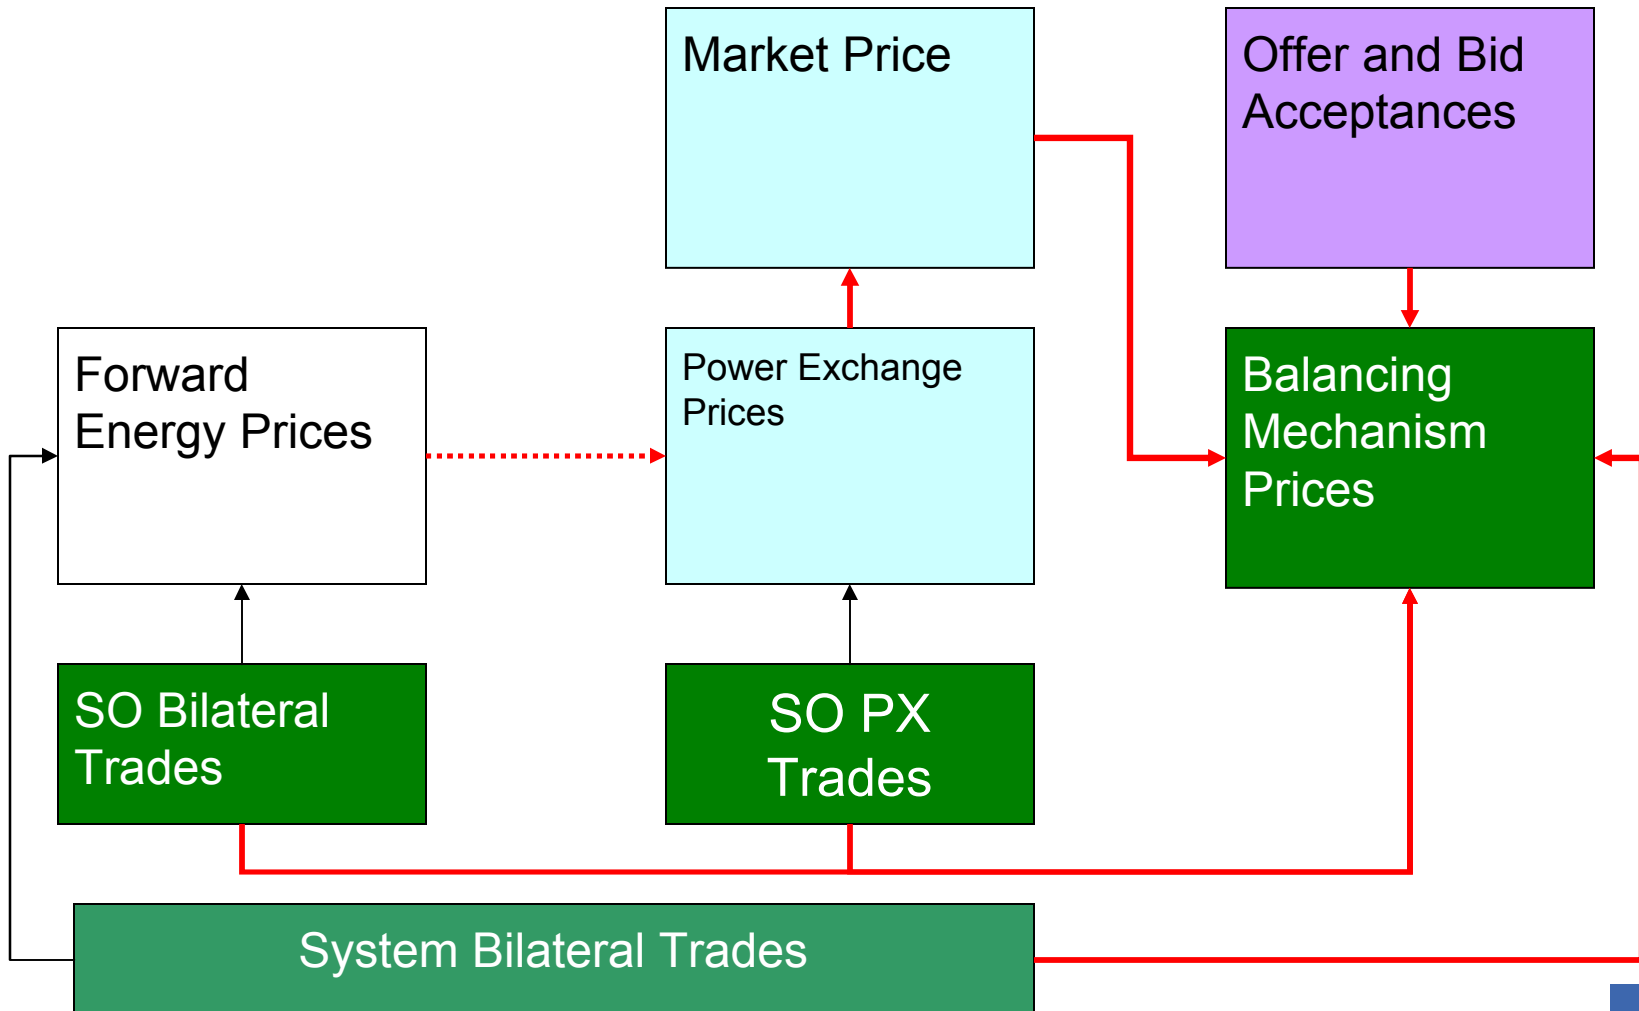 Market Price
Offer and Bid
Acceptances
Forward
Energy Prices
Power Exchange
Prices
Balancing
Mechanism
Prices
SO Bilateral
Trades
SO PX
Trades
System Bilateral Trades